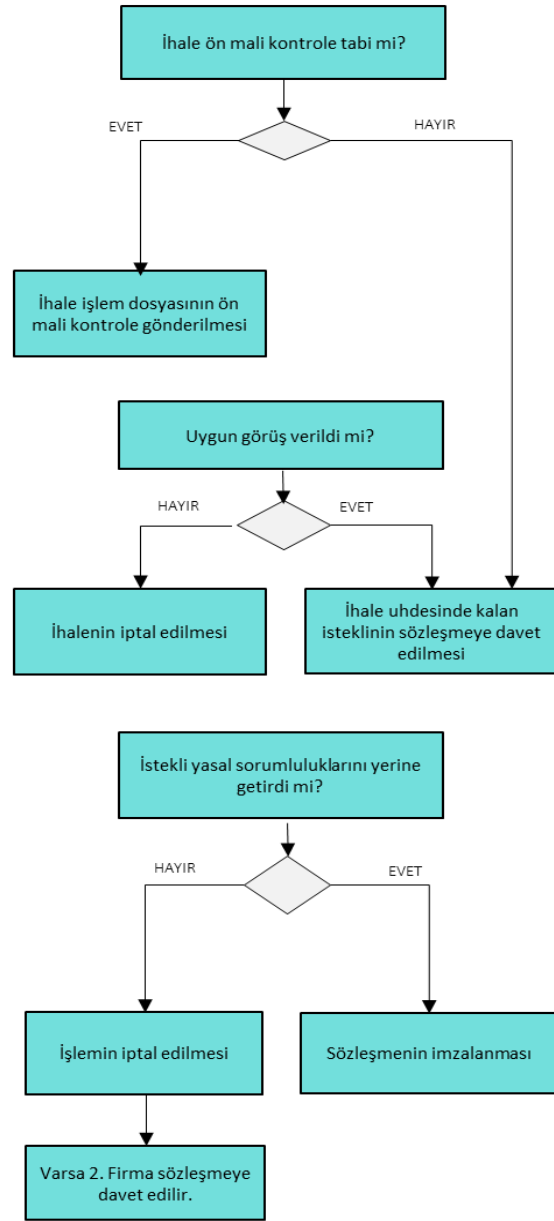 İhale ön mali kontrole tabi mi?
EVET
HAYIR
İhale işlem dosyasının ön
mali kontrole gönderilmesi
Uygun görüş verildi mi?
HAYIR
EVET
İhalenin iptal edilmesi
İhale uhdesinde kalan
isteklinin sözleşmeye davet
edilmesi
İstekli yasal sorumluluklarını yerine
getirdi mi?
HAYIR
EVET
İşlemin iptal edilmesi
Sözleşmenin imzalanması
Varsa 2. Firma sözleşmeye
davet edilir.